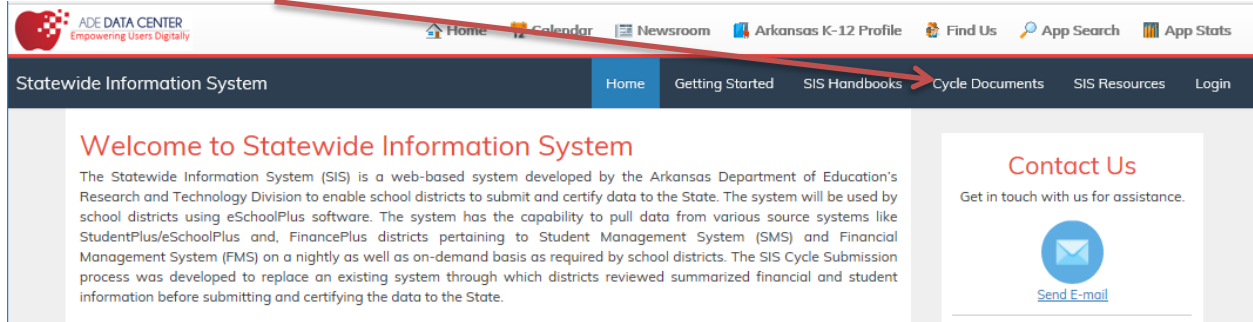 ADE DATA CENTER
Empowering Users Digitally
Home Calendar Newsroom Arkansas K-12 Profile Find Us App Search App Stats
Statewide Information System Home Getting Started SIS Handbooks Cycle Documents SIS Resources Login
Welcome to Statewide Information System
The Statewide Information System (SIS) is a web-based system developed by the Arkansas Department of Education's
Research and Technology Division to enable school districts to submit and certify data to the State. The system will be used by
school districts using eSchoolPlus software. The system has the capability to pull data from various source systems like
StudentPlus/eSchoolPlus and, FinancePlus districts pertaining to Student Management System (SMS) and Financial
Management System (FMS) on a nightly as well as on-demand basis as required by school districts. The SIS Cycle Submission
process was developed to replace an existing system through which districts reviewed summarized financial and student
information before submitting and certifying the data to the State.
Contact Us
Get in touch with us for assistance.
Send E-mail